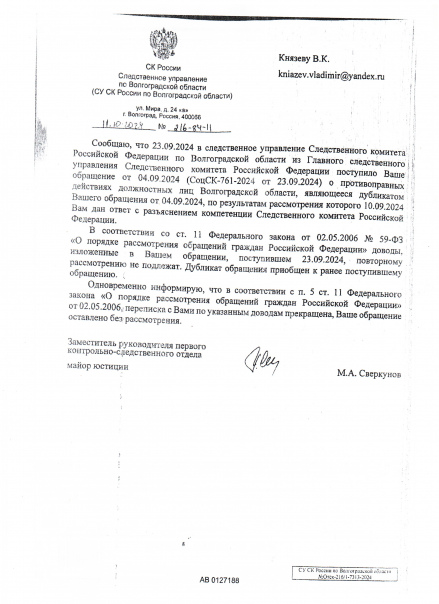 СК России
Следственное управление
по Волгоградской области
(СУ СК России по Волгоградской области)
ул. Мира, д. 24 «а»
г. Волгоград, Россия, 400066
11.10.2024 № 216-84-11
Князеву В.К.
kniazev.vladimir@yandex.ru
Сообщаю, что 23.09.2024 в следственное управление Следственного комитета
Российской Федерации по Волгоградской области из Главного следственного
управления Следственного комитета Российской Федерации поступило Ваше
обращение от 04.09.2024 (СоцСК-761-2024 от 23.09.2024) о противоправных
действиях должностных лиц Волгоградской области, являющееся дубликатом
Вашего обращения от 04.09.2024, по результатам рассмотрения которого 10.09.2024
Вам дан ответ с разъяснением компетенции Следственного комитета Российской
Федерации.
В соответствии со ст. 11 Федерального закона от 02.05.2006 № 59-ФЗ
«О порядке рассмотрения обращений граждан Российской Федерации» доводы,
изложенные в Вашем обращении, поступившем 23.09.2024, повторному
рассмотрению не подлежат. Дубликат обращения приобщен к ранее поступившему
обращению.
Одновременно информирую, что в соответствии с п. 5 ст. 11 Федерального
закона «О порядке рассмотрения обращений граждан Российской Федерации»
от 02.05.2006, переписка с Вами по указанным доводам прекращена, Ваше обращение
оставлено без рассмотрения.
Заместитель руководителя первого
контрольно-следственного отдела
майор юстиции
М.А. Сверкунов
АВ 0127188
СУ СК России по Волгоградской области